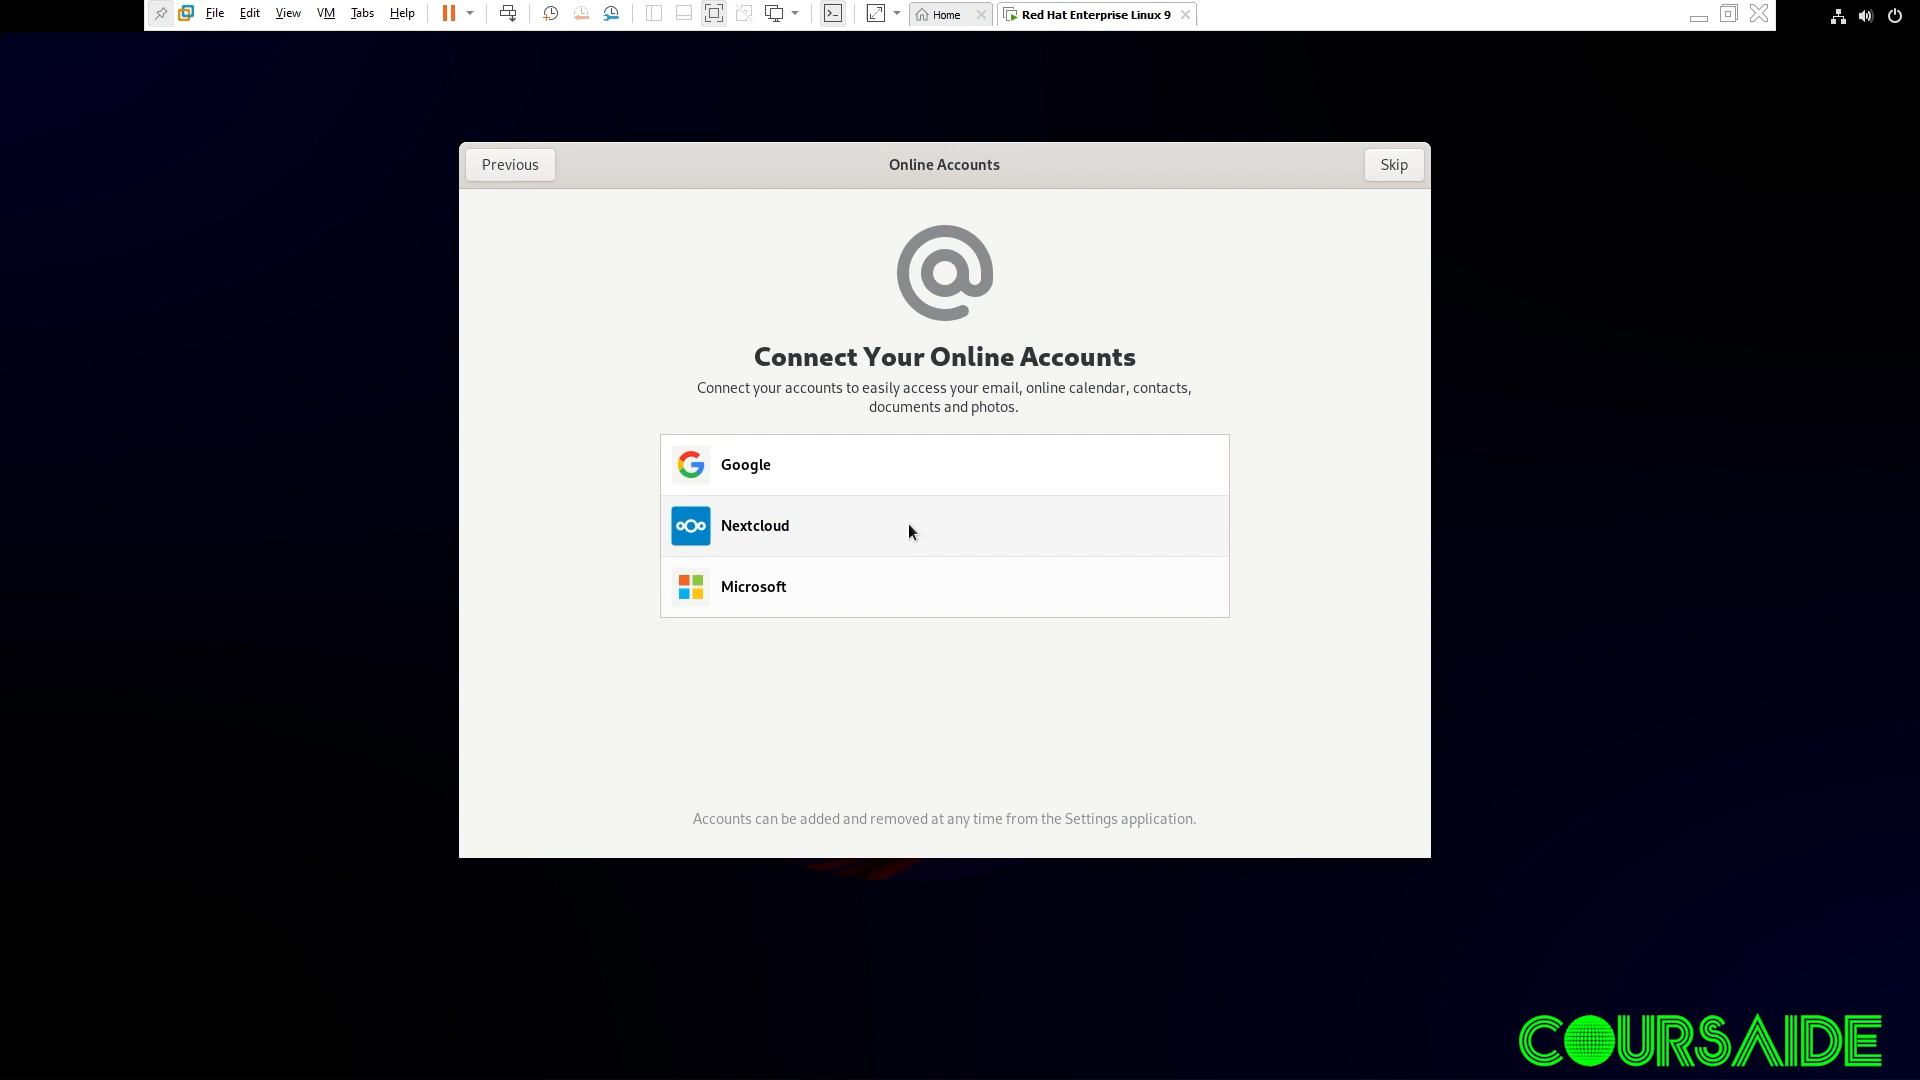 File Edit View VM Tabs Help Home Red Hat Enterprise Linux 9
Previous Online Accounts Skip
Connect Your Online Accounts
Connect your accounts to easily access your email, online calendar, contacts,
documents and photos.
Google
Nextcloud
Microsoft
Accounts can be added and removed at any time from the Settings application.
COURSAIDE